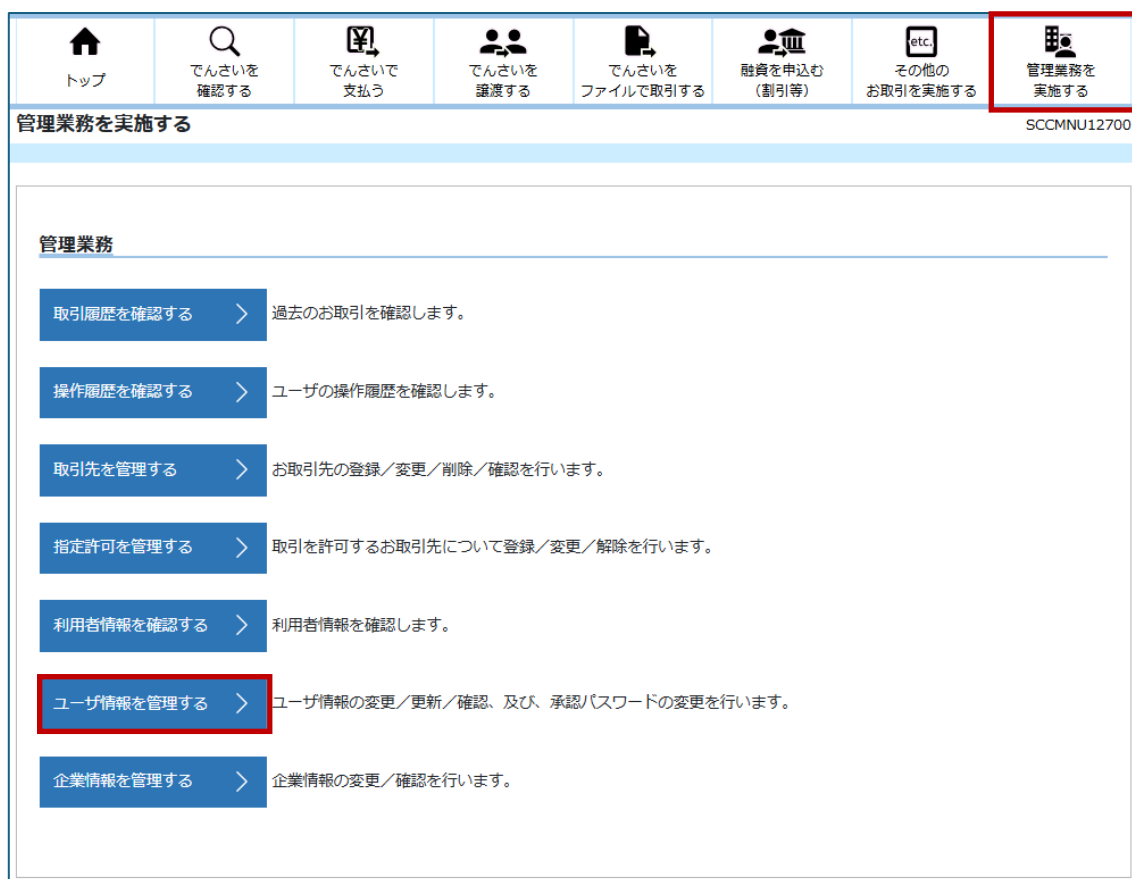 トップ
でんさいを
確認する
でんさいで
支払う
でんさいを
譲渡する
でんさいを
ファイルで取引する
融資を申込む
(割引等)
etc.
その他の
お取引を実施する
管理業務を
実施する
管理業務を実施する
SCCMNU12700
管理業務
取引履歴を確認する 過去のお取引を確認します。
操作履歴を確認する ユーザの操作履歴を確認します。
取引先を管理する お取引先の登録／変更／削除／確認を行います。
指定許可を管理する 取引を許可するお取引先について登録／変更／解除を行います。
利用者情報を確認する 利用者情報を確認します。
ユーザ情報を管理する ユーザ情報の変更／更新／確認、及び、承認パスワードの変更を行います。
企業情報を管理する 企業情報の変更／確認を行います。